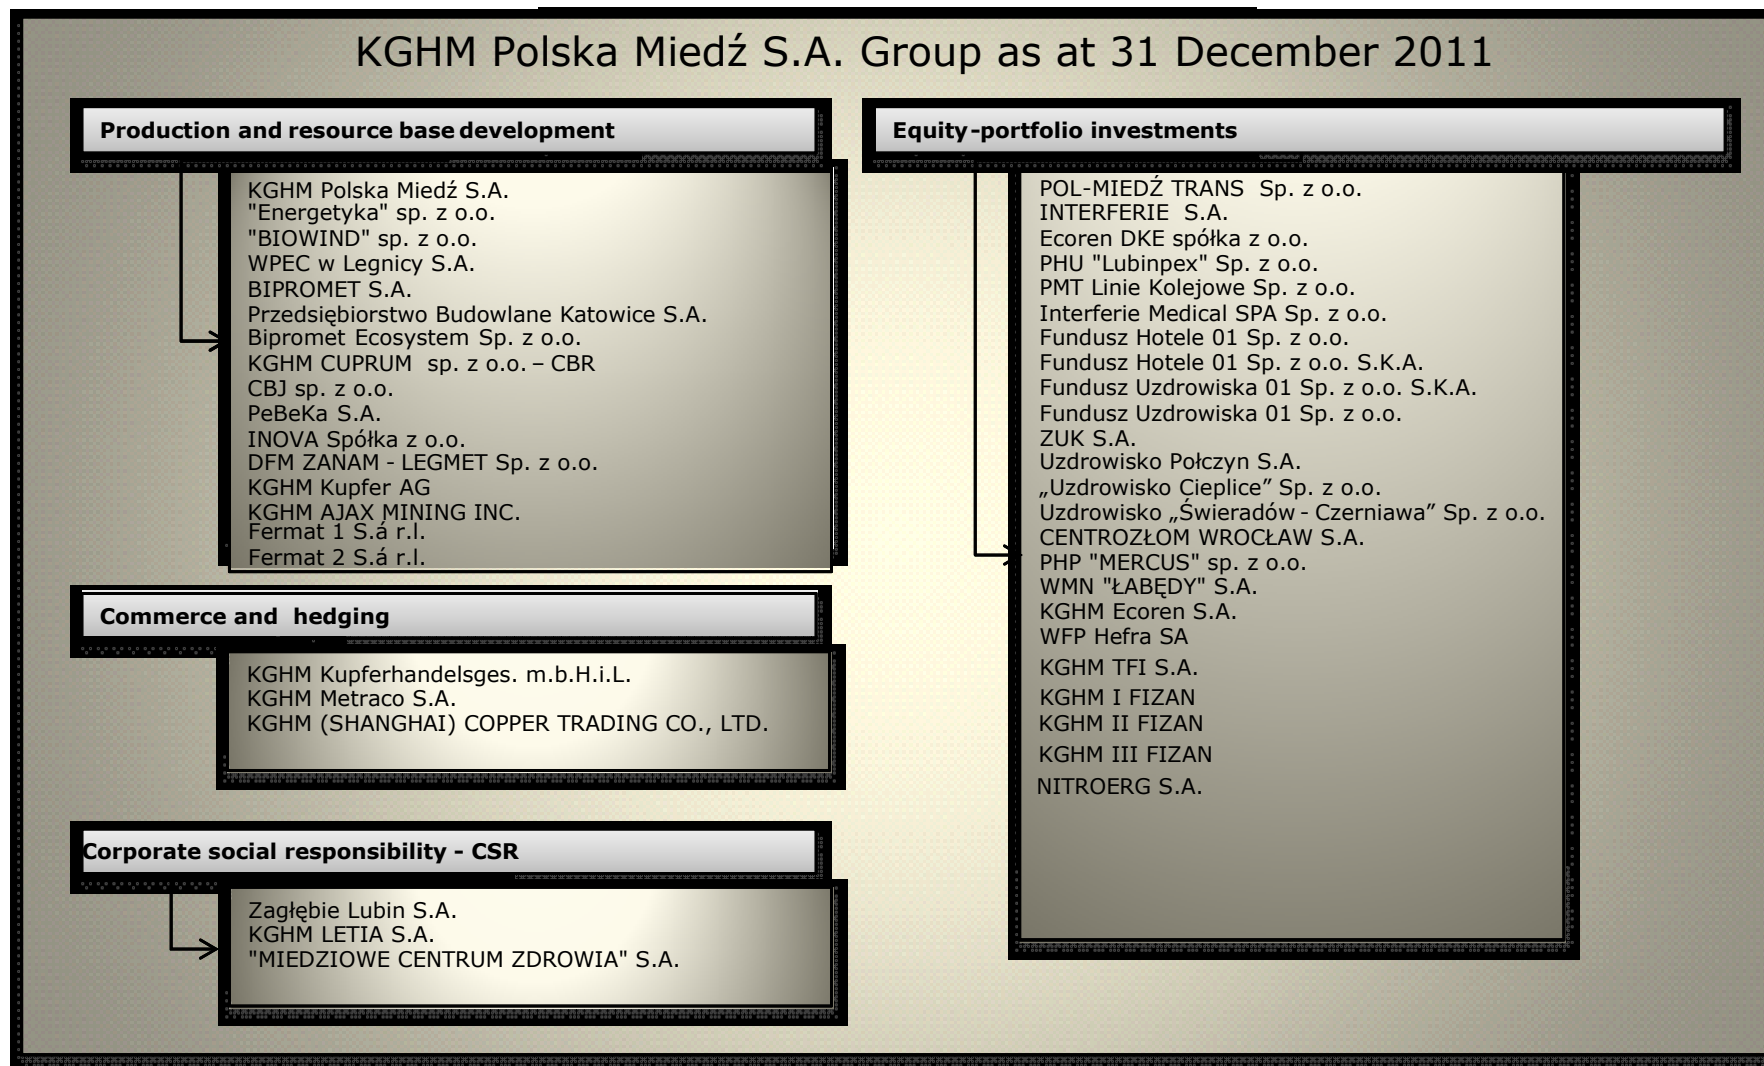 KGHM Polska Miedź S.A. Group as at 31 December 2011
Production and resource base development
KGHM Polska Miedź S.A.
"Energetyka" sp. z o.o.
"BIOWIND" sp. z o.o.
WPEC w Legnicy S.A.
BIPROMET S.A.
Przedsiębiorstwo Budowlane Katowice S.A.
Bipromet Ecosystem Sp. z o.o.
KGHM CUPRUM sp. z o.o. – CBR
CBJ sp. z o.o.
PeBeKa S.A.
INOVA Spółka z o.o.
DFM ZANAM - LEGMET Sp. z o.o.
KGHM Kupfer AG
KGHM AJAX MINING INC.
Fermat 1 S.á r.l.
Fermat 2 S.á r.l.
Commerce and hedging
KGHM Kupferhandelsges. m.b.H.i.L.
KGHM Metraco S.A.
KGHM (SHANGHAI) COPPER TRADING CO., LTD.
Corporate social responsibility - CSR
Zagłębie Lubin S.A.
KGHM LETIA S.A.
"MIEDZIOWE CENTRUM ZDROWIA" S.A.
Equity-portfolio investments
POL-MIEDŹ TRANS Sp. z o.o.
INTERFERIE S.A.
Ecoren DKE spółka z o.o.
PHU "Lubinpex" Sp. z o.o.
PMT Linie Kolejowe Sp. z o.o.
Interferie Medical SPA Sp. z o.o.
Fundusz Hotele 01 Sp. z o.o.
Fundusz Hotele 01 Sp. z o.o. S.K.A.
Fundusz Uzdrowiska 01 Sp. z o.o. S.K.A.
Fundusz Uzdrowiska 01 Sp. z o.o.
ZUK S.A.
Uzdrowisko Połczyn S.A.
„Uzdrowisko Cieplice” Sp. z o.o.
Uzdrowisko „Świeradów - Czerniawa” Sp. z o.o.
CENTROZŁOM WROCŁAW S.A.
PHP "MERCUS" sp. z o.o.
WMN "ŁABĘDY" S.A.
KGHM Ecoren S.A.
WFP Hefra SA
KGHM TFI S.A.
KGHM I FIZAN
KGHM II FIZAN
KGHM III FIZAN
NITROERG S.A.